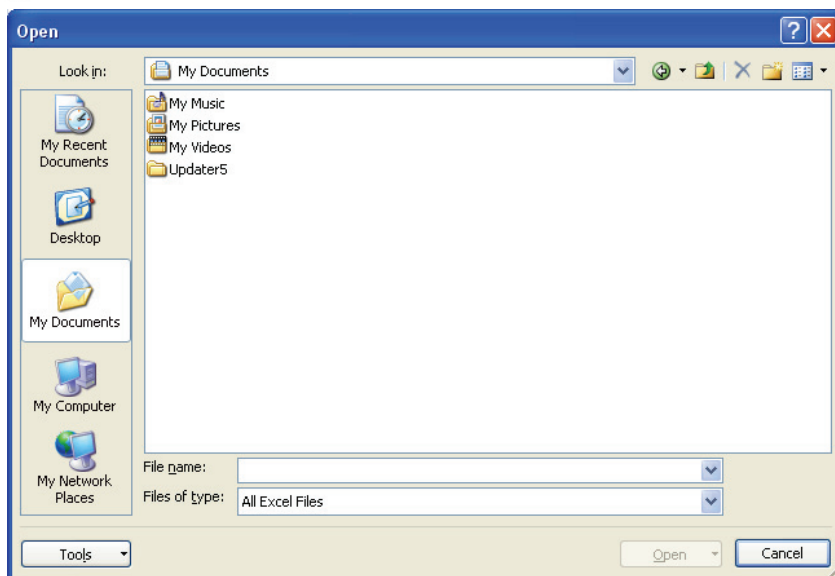 Open
Look in:
My Documents
My Music
My Pictures
My Videos
Updater5
My Recent
Documents
Desktop
My Documents
My Computer
My Network
Places
File name:
Files of type:
All Excel Files
Tools
Open
Cancel